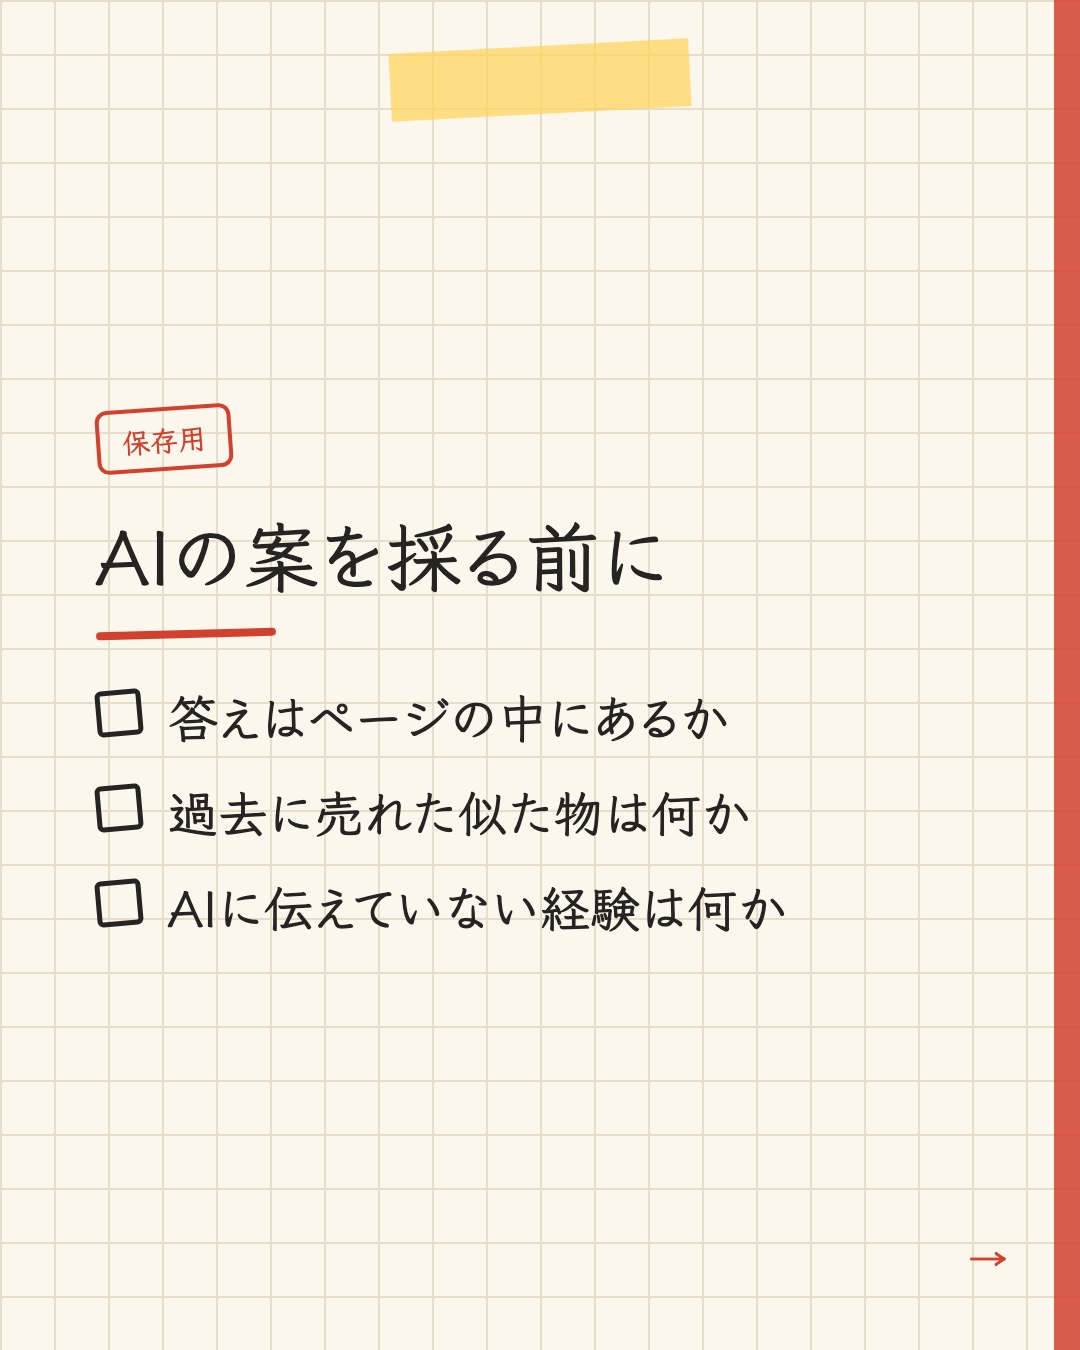 保存用
AIの案を採る前に
答えはページの中にあるか
過去に売れた似た物は何か
AIに伝えていない経験は何か
→